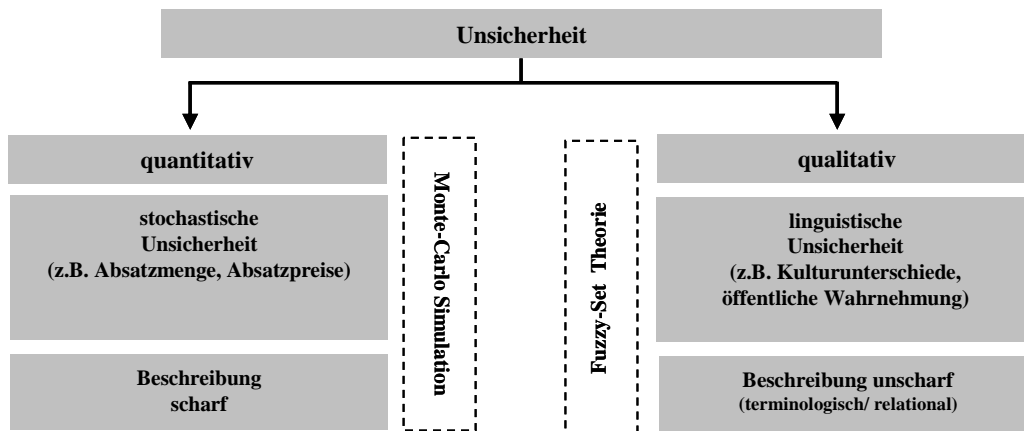 Unsicherheit
quantitativ
stochastische
Unsicherheit
(z.B. Absatzmenge, Absatzpreise)
Beschreibung
scharf
Monte-Carlo Simulation
Fuzzy-Set Theorie
qualitativ
linguistische
Unsicherheit
(z.B. Kulturunterschiede,
öffentliche Wahrnehmung)
Beschreibung unscharf
(terminologisch/ relational)